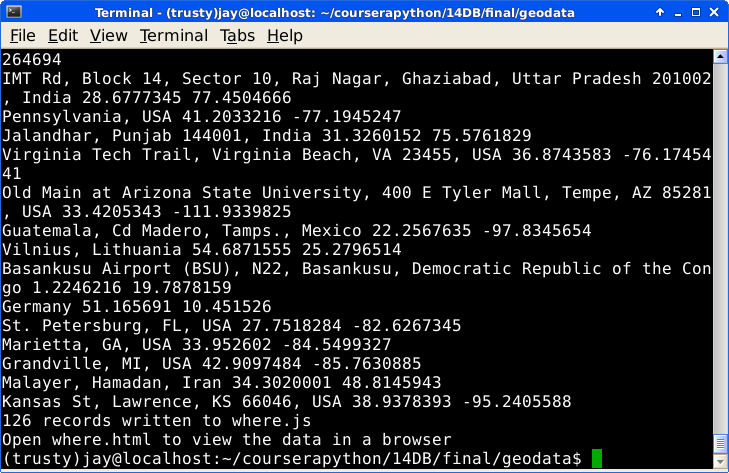 Terminal - (trusty)jay@localhost: ~/courserapython/14DB/final/geodata
File Edit View Terminal Tabs Help
264694
IMT Rd, Block 14, Sector 10, Raj Nagar, Ghaziabad, Uttar Pradesh 201002
, India 28.6777345 77.4504666
Pennsylvania, USA 41.2033216 -77.1945247
Jalandhar, Punjab 144001, India 31.3260152 75.5761829
Virginia Tech Trail, Virginia Beach, VA 23455, USA 36.8743583 -76.17454
41
Old Main at Arizona State University, 400 E Tyler Mall, Tempe, AZ 85281
, USA 33.4205343 -111.9339825
Guatemala, Cd Madero, Tamps., Mexico 22.2567635 -97.8345654
Vilnius, Lithuania 54.6871555 25.2796514
Basankusu Airport (BSU), N22, Basankusu, Democratic Republic of the Con
go 1.2246216 19.7878159
Germany 51.165691 10.451526
St. Petersburg, FL, USA 27.7518284 -82.6267345
Marietta, GA, USA 33.952602 -84.5499327
Grandville, MI, USA 42.9097484 -85.7630885
Malayer, Hamadan, Iran 34.3020001 48.8145943
Kansas St, Lawrence, KS 66046, USA 38.9378393 -95.2405588
126 records written to where.js
Open where.html to view the data in a browser
(trusty)jay@localhost:~/courserapython/14DB/final/geodata$